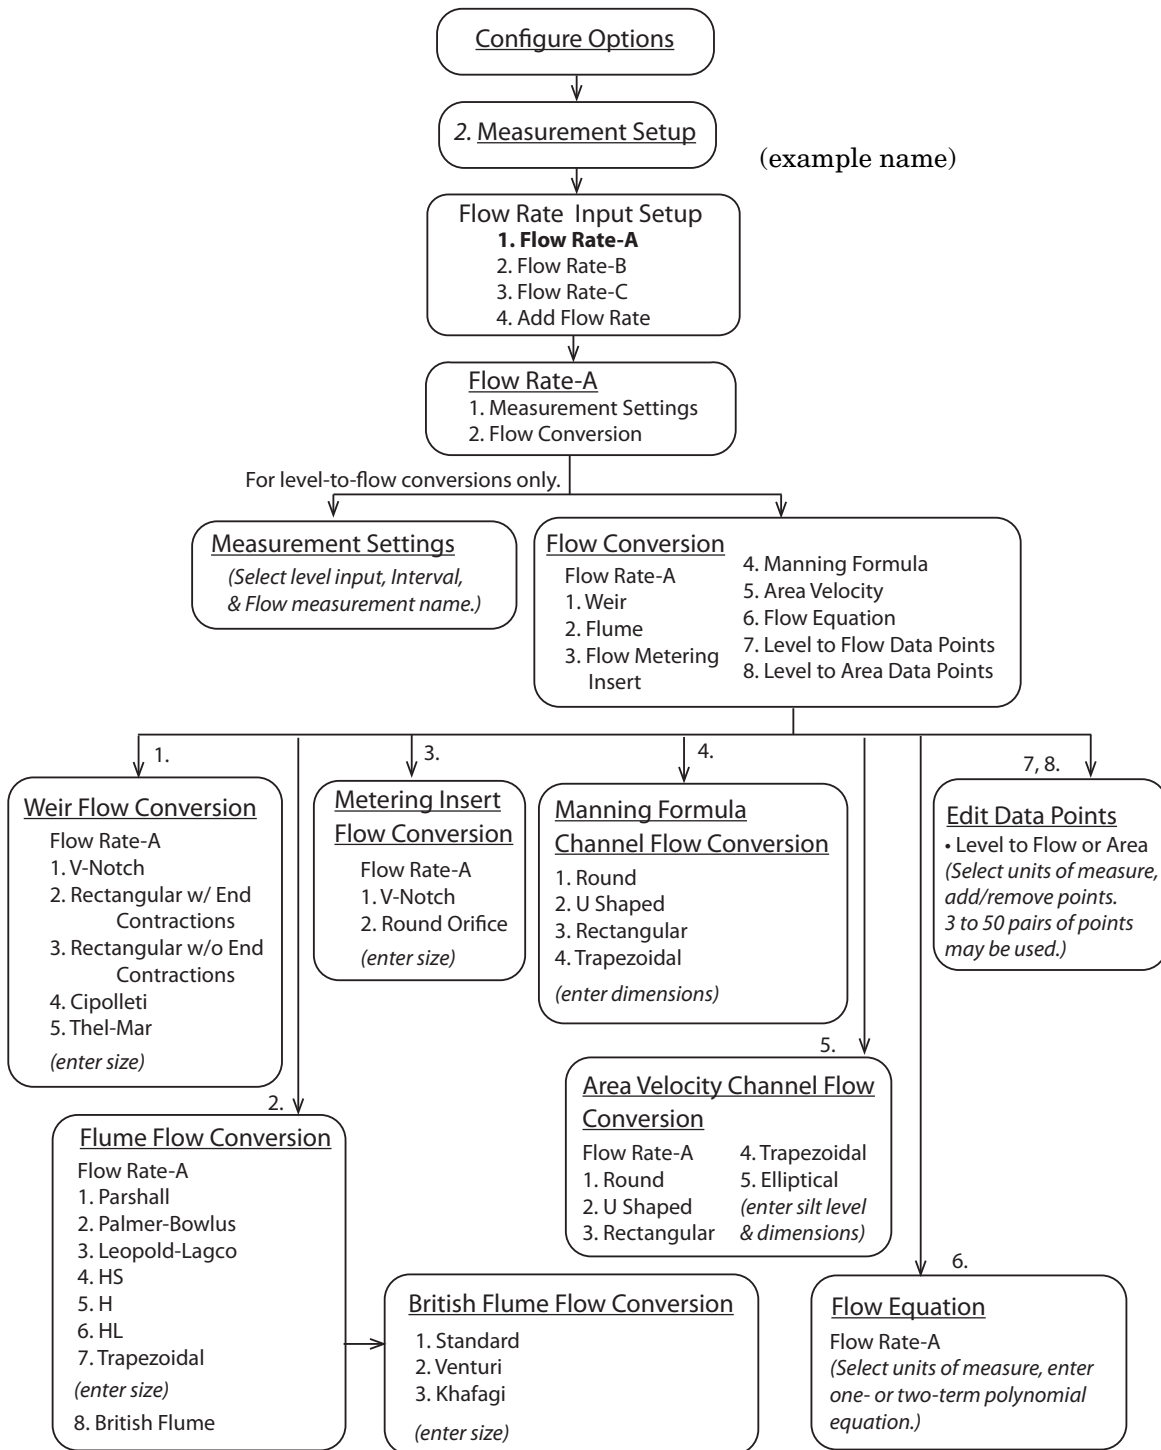 Configure Options
2. Measurement Setup
(example name)
Flow Rate Input Setup
1. Flow Rate-A
2. Flow Rate-B
3. Flow Rate-C
4. Add Flow Rate
Flow Rate-A
1. Measurement Settings
2. Flow Conversion
For level-to-flow conversions only.
Measurement Settings
(Select level input, Interval,
& Flow measurement name.)
Flow Conversion
Flow Rate-A
1. Weir
2. Flume
3. Flow Metering
Insert
4. Manning Formula
5. Area Velocity
6. Flow Equation
7. Level to Flow Data Points
8. Level to Area Data Points
1.
Weir Flow Conversion
Flow Rate-A
1. V-Notch
2. Rectangular w/ End
Contractions
3. Rectangular w/o End
Contractions
4. Cipolleti
5. Thel-Mar
(enter size)
3.
Metering Insert
Flow Conversion
Flow Rate-A
1. V-Notch
2. Round Orifice
(enter size)
4.
Manning Formula
Channel Flow Conversion
1. Round
2. U Shaped
3. Rectangular
4. Trapezoidal
(enter dimensions)
7, 8.
Edit Data Points
• Level to Flow or Area
(Select units of measure,
add/remove points.
3 to 50 pairs of points
may be used.)
2.
Flume Flow Conversion
Flow Rate-A
1. Parshall
2. Palmer-Bowlus
3. Leopold-Lagco
4. HS
5. H
6. HL
7. Trapezoidal
(enter size)
8. British Flume
British Flume Flow Conversion
1. Standard
2. Venturi
3. Khafagi
(enter size)
5.
Area Velocity Channel Flow
Conversion
Flow Rate-A
1. Round
2. U Shaped
3. Rectangular
4. Trapezoidal
5. Elliptical
(enter silt level
& dimensions)
6.
Flow Equation
Flow Rate-A
(Select units of measure, enter
one- or two-term polynomial
equation.)